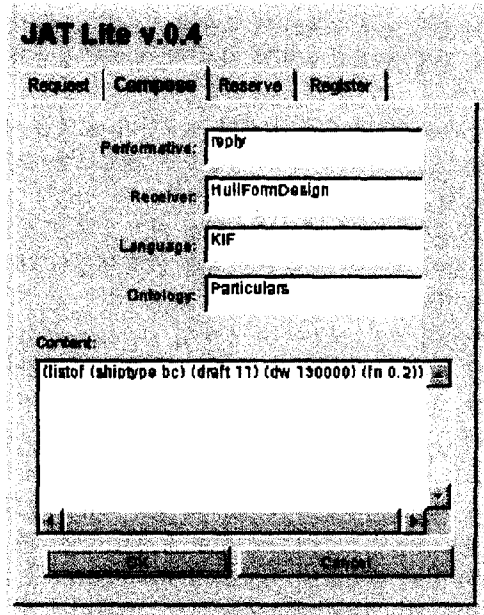 JAT Lite v.0.4
Request Compose Reserve Register
Performative: reply
Receiver: HullFormDesign
Language: KIF
Ontology: Particulars
Content:
(listof (shiptype bc) (draft 11) (dw 130000) (fn 0.2))
OK Cancel